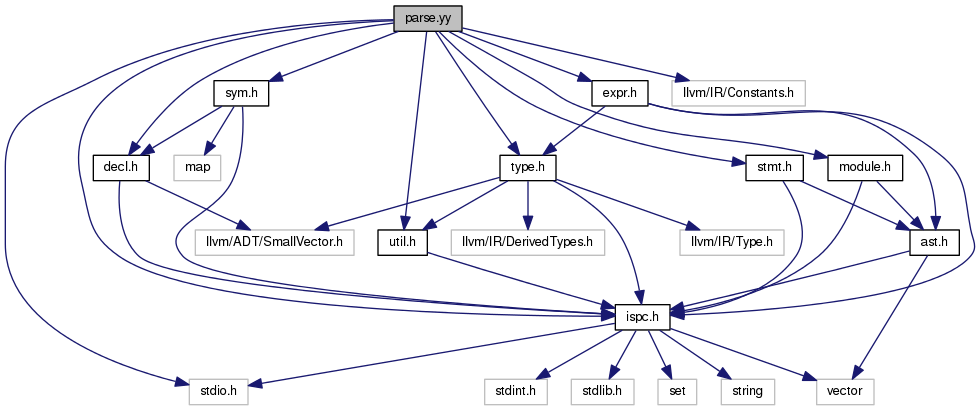 parse.yy
sym.h
expr.h
llvm/IR/Constants.h
decl.h
map
type.h
stmt.h
module.h
llvm/ADT/SmallVector.h
util.h
llvm/IR/DerivedTypes.h
llvm/IR/Type.h
ast.h
ispc.h
stdio.h
stdint.h
stdlib.h
set
string
vector